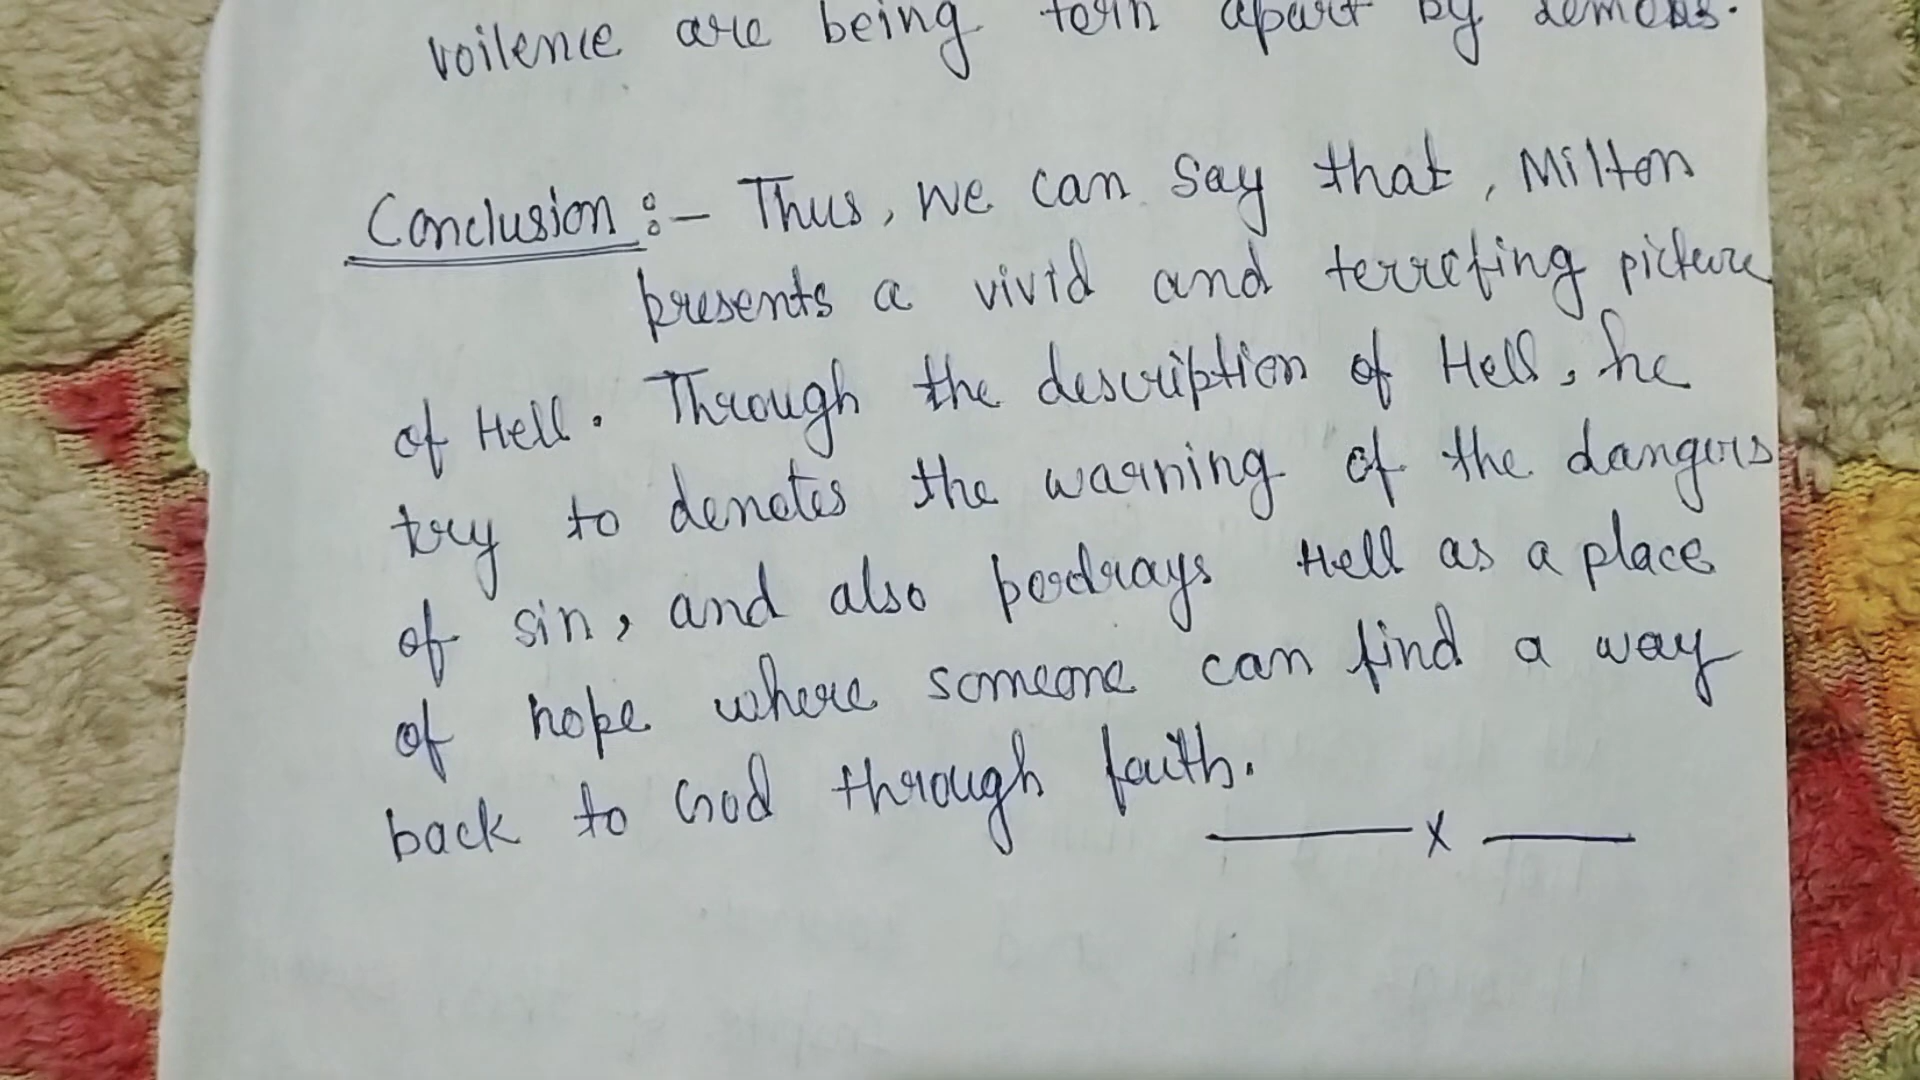 voilence are being torn apart by demons.
Conclusion :- Thus, we can say that, Milton
presents a vivid and terrefing picture
of Hell. Through the description of Hell, he
try to denotes the warning of the dangers
of sin, and also portrays Hell as a place
of hope where someone can find a way
back to God through faith.
x